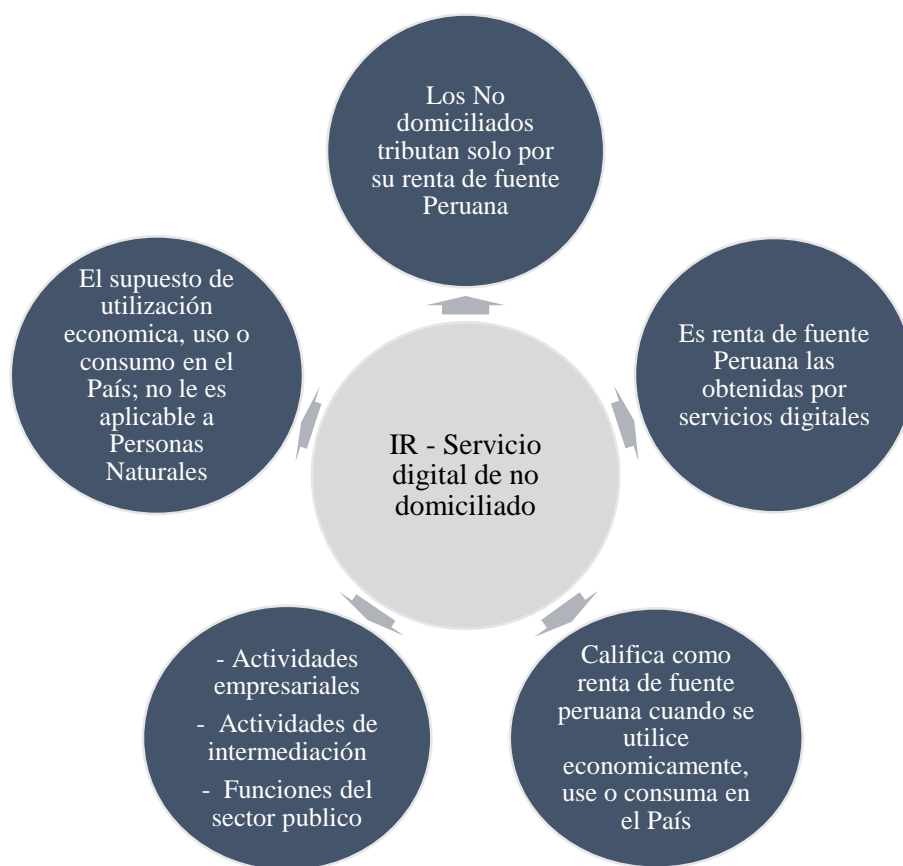 Los No
domiciliados
tributan solo por
su renta de fuente
Peruana
El supuesto de
utilización
economica, uso o
consumo en el
País; no le es
aplicable a
Personas
Naturales
Es renta de fuente
Peruana las
obtenidas por
servicios digitales
IR - Servicio
digital de no
domiciliado
- Actividades
empresariales
- Actividades de
intermediación
- Funciones del
sector publico
Califica como
renta de fuente
peruana cuando se
utilice
economicamente,
use o consuma en
el País